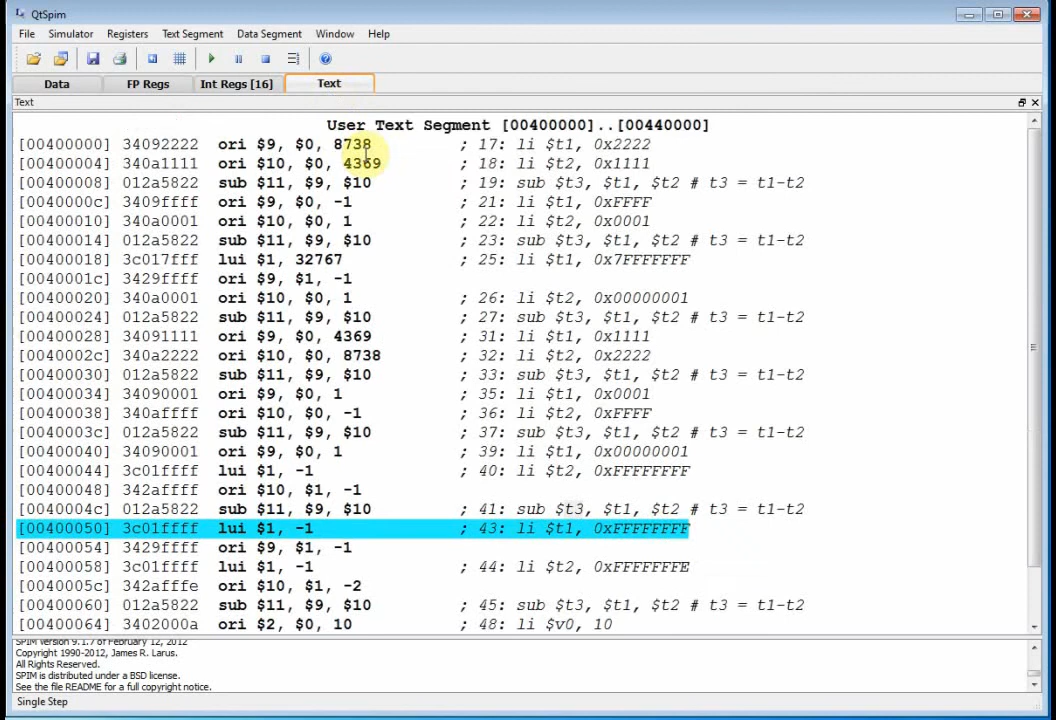 QtSpim
File Simulator Registers Text Segment Data Segment Window Help
Data FP Regs Int Regs [16] Text
Text
User Text Segment [00400000]..[00440000]
[00400000] 34092222 ori $9, $0, 8738 ; 17: li $t1, 0x2222
[00400004] 340a1111 ori $10, $0, 4369 ; 18: li $t2, 0x1111
[00400008] 012a5822 sub $11, $9, $10 ; 19: sub $t3, $t1, $t2 # t3 = t1-t2
[0040000c] 3409ffff ori $9, $0, -1 ; 21: li $t1, 0xFFFF
[00400010] 340a0001 ori $10, $0, 1 ; 22: li $t2, 0x0001
[00400014] 012a5822 sub $11, $9, $10 ; 23: sub $t3, $t1, $t2 # t3 = t1-t2
[00400018] 3c017fff lui $1, 32767 ; 25: li $t1, 0x7FFFFFFF
[0040001c] 3429ffff ori $9, $1, -1
[00400020] 340a0001 ori $10, $0, 1 ; 26: li $t2, 0x00000001
[00400024] 012a5822 sub $11, $9, $10 ; 27: sub $t3, $t1, $t2 # t3 = t1-t2
[00400028] 34091111 ori $9, $0, 4369 ; 31: li $t1, 0x1111
[0040002c] 340a2222 ori $10, $0, 8738 ; 32: li $t2, 0x2222
[00400030] 012a5822 sub $11, $9, $10 ; 33: sub $t3, $t1, $t2 # t3 = t1-t2
[00400034] 34090001 ori $9, $0, 1 ; 35: li $t1, 0x0001
[00400038] 340affff ori $10, $0, -1 ; 36: li $t2, 0xFFFF
[0040003c] 012a5822 sub $11, $9, $10 ; 37: sub $t3, $t1, $t2 # t3 = t1-t2
[00400040] 34090001 ori $9, $0, 1 ; 39: li $t1, 0x00000001
[00400044] 3c01ffff lui $1, -1 ; 40: li $t2, 0xFFFFFFFF
[00400048] 342affff ori $10, $1, -1
[0040004c] 012a5822 sub $11, $9, $10 ; 41: sub $t3, $t1, $t2 # t3 = t1-t2
[00400050] 3c01ffff lui $1, -1 ; 43: li $t1, 0xFFFFFFFF
[00400054] 3429ffff ori $9, $1, -1
[00400058] 3c01ffff lui $1, -1 ; 44: li $t2, 0xFFFFFFFE
[0040005c] 342afffe ori $10, $1, -2
[00400060] 012a5822 sub $11, $9, $10 ; 45: sub $t3, $t1, $t2 # t3 = t1-t2
[00400064] 3402000a ori $2, $0, 10 ; 48: li $v0, 10
SPIM Version 9.1.7 of February 12, 2012
Copyright 1990-2012, James R. Larus.
All Rights Reserved.
SPIM is distributed under a BSD license.
See the file README for a full copyright notice.
Single Step